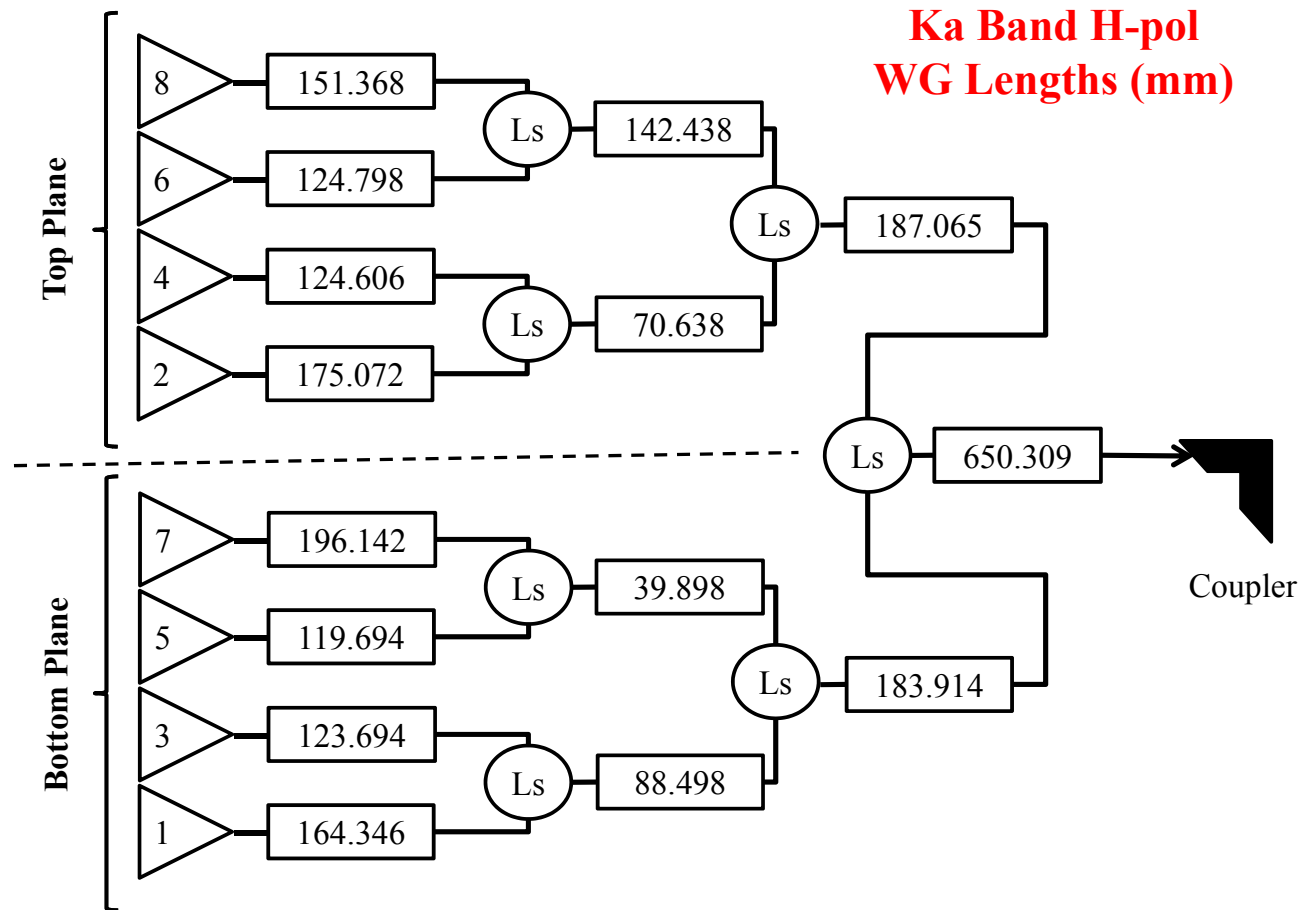 Ka Band H-pol
WG Lengths (mm)
Top Plane
8
151.368
6
124.798
4
124.606
2
175.072
Ls
Ls
142.438
70.638
Ls
187.065
Ls
650.309
Coupler
Bottom Plane
7
196.142
5
119.694
3
123.694
1
164.346
Ls
Ls
39.898
88.498
Ls
183.914